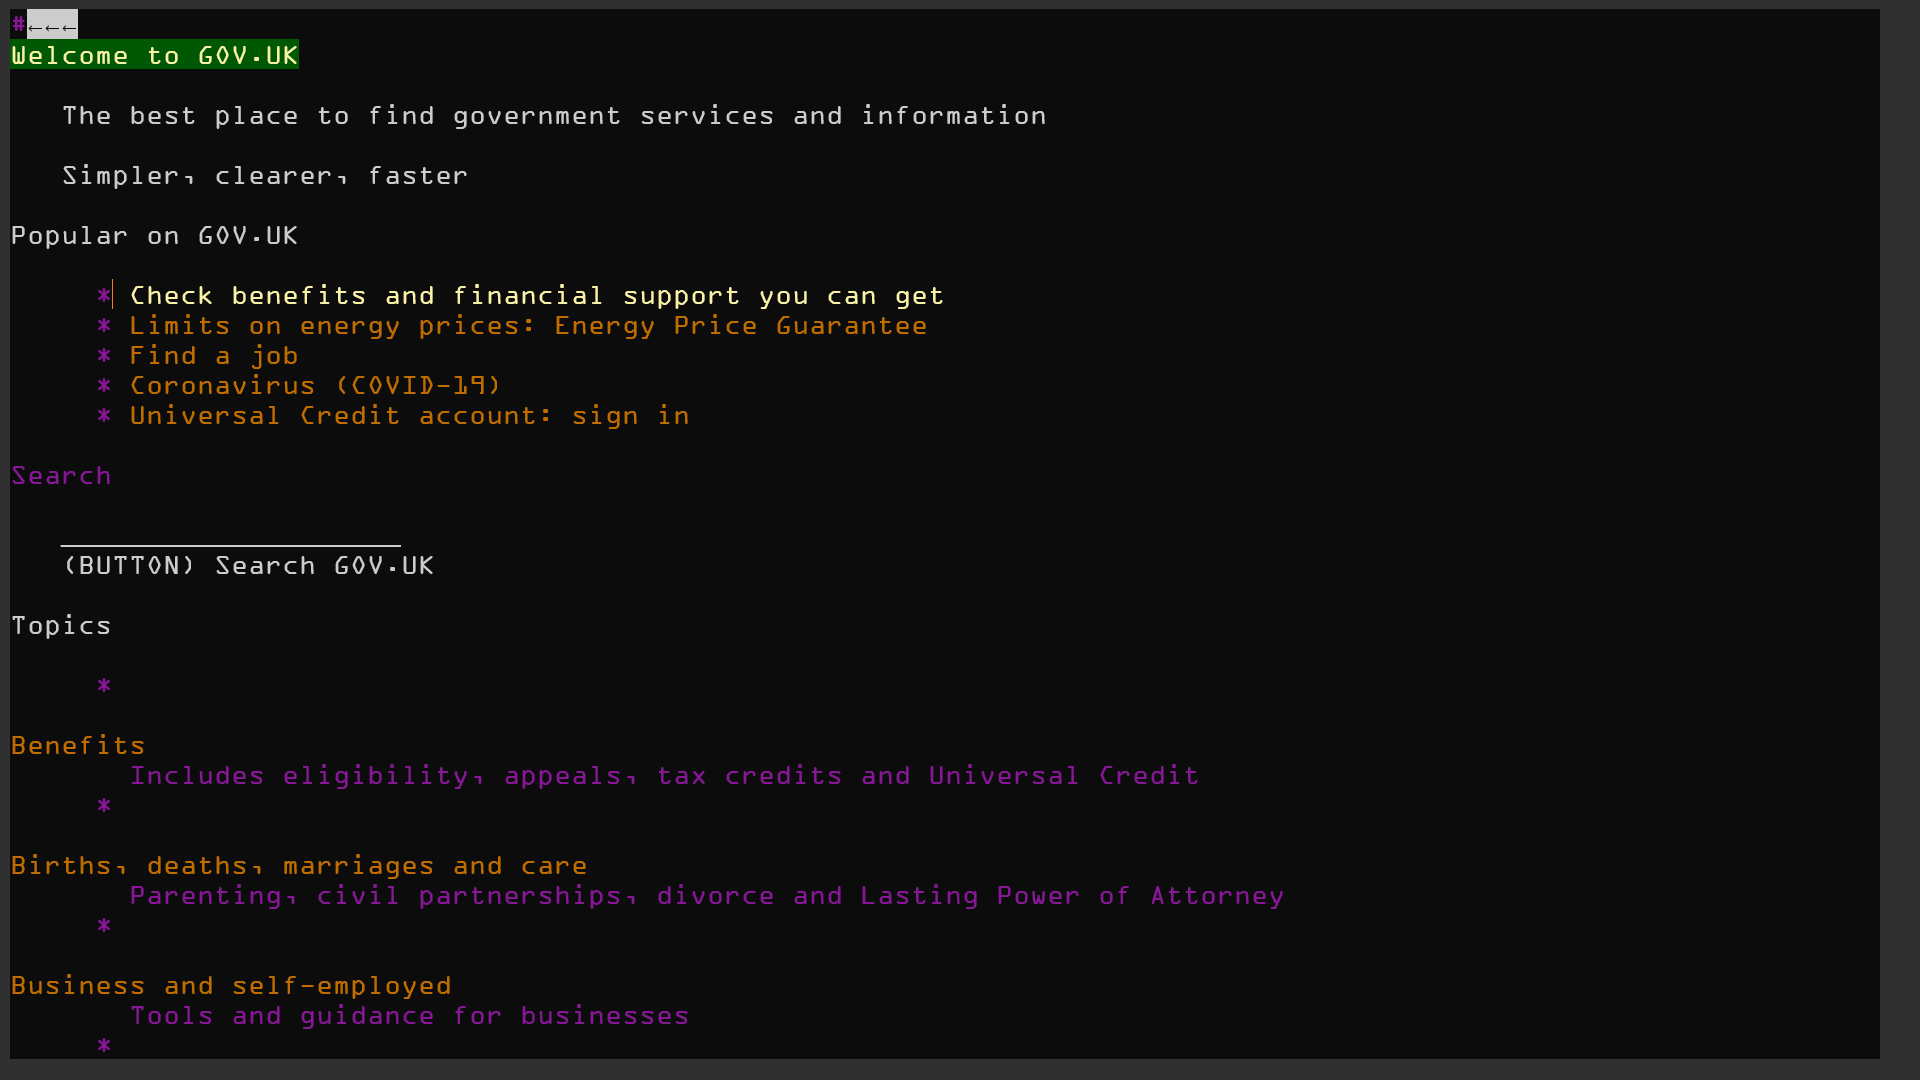 #←←←
Welcome to GOV.UK
The best place to find government services and information
Simpler, clearer, faster
Popular on GOV.UK
* Check benefits and financial support you can get
* Limits on energy prices: Energy Price Guarantee
* Find a job
* Coronavirus (COVID-19)
* Universal Credit account: sign in
Search
____________________
(BUTTON) Search GOV.UK
Topics
*
Benefits
Includes eligibility, appeals, tax credits and Universal Credit
*
Births, deaths, marriages and care
Parenting, civil partnerships, divorce and Lasting Power of Attorney
*
Business and self-employed
Tools and guidance for businesses
*